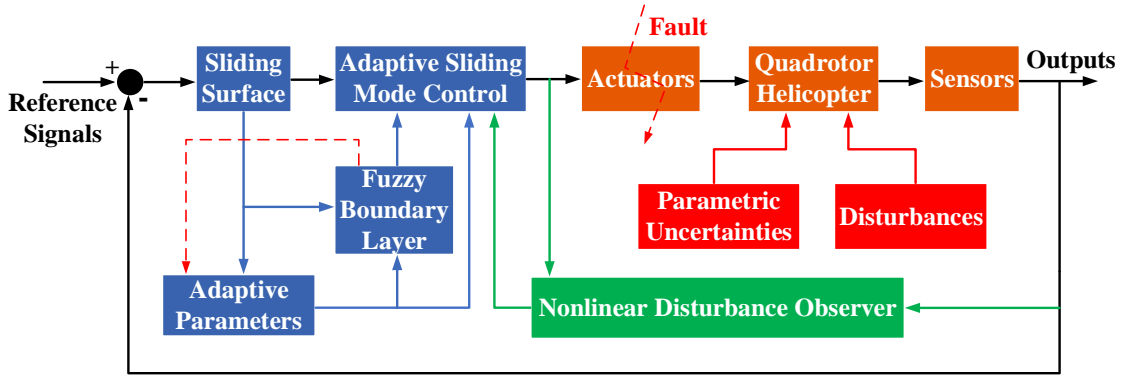 Fault
+
-
Reference
Signals
Sliding
Surface
Adaptive Sliding
Mode Control
Actuators
Quadrotor
Helicopter
Sensors
Outputs
Fuzzy
Boundary
Layer
Parametric
Uncertainties
Disturbances
Adaptive
Parameters
Nonlinear Disturbance Observer